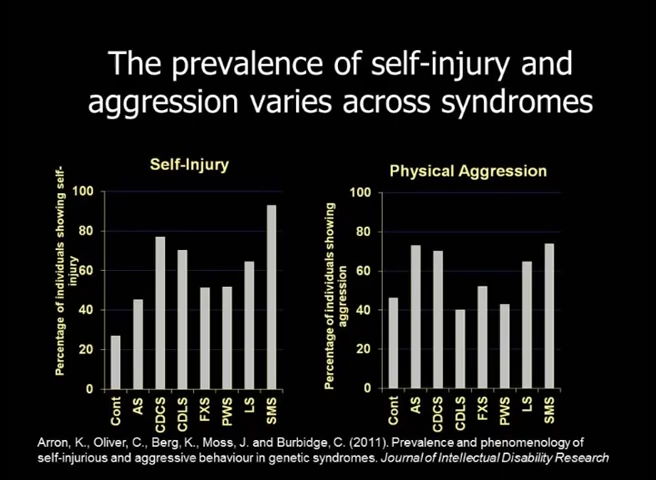 The prevalence of self-injury and
aggression varies across syndromes
Self-Injury
Percentage of individuals showing self-
injury
100
80
60
40
20
0
Cont
AS
CDCS
CDLS
FXS
PWS
LS
SMS
Physical Aggression
Percentage of individuals showing
aggression
100
80
60
40
20
0
Cont
AS
CDCS
CDLS
FXS
PWS
LS
SMS
Arron, K., Oliver, C., Berg, K., Moss, J. and Burbidge, C. (2011). Prevalence and phenomenology of
self-injurious and aggressive behaviour in genetic syndromes. Journal of Intellectual Disability Research